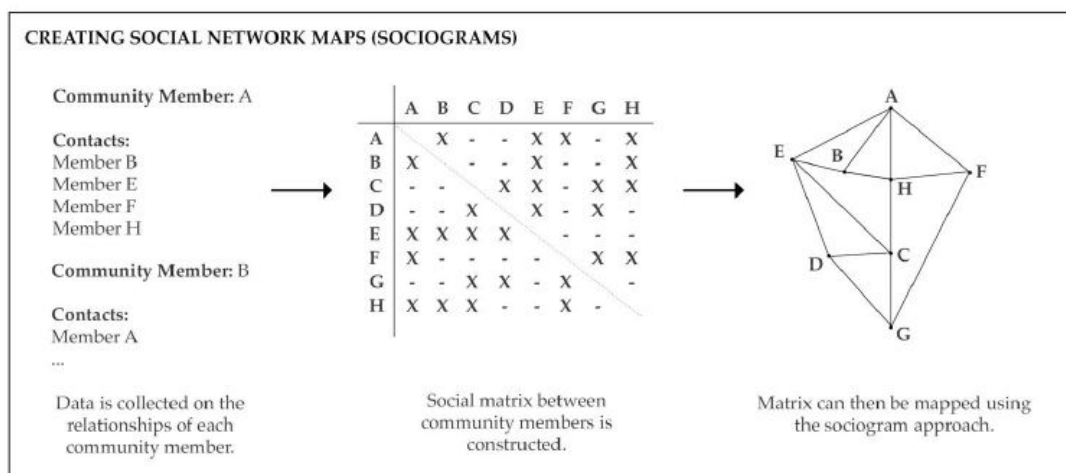 CREATING SOCIAL NETWORK MAPS (SOCIOGRAMS)
Community Member: A
Contacts:
Member B
Member E
Member F
Member H
Community Member: B
Contacts:
Member A
...
Data is collected on the
relationships of each
community member.
A B C D E F G H
A X - - X X - X
B X - - X - - X
C - - X X - X X
D - - X X - X -
E X X X X - - -
F X - - - - X X
G - - X X - X -
H X X X - - X -
Social matrix between
community members is
constructed.
A
E
B
F
H
D
C
G
Matrix can then be mapped using
the sociogram approach.